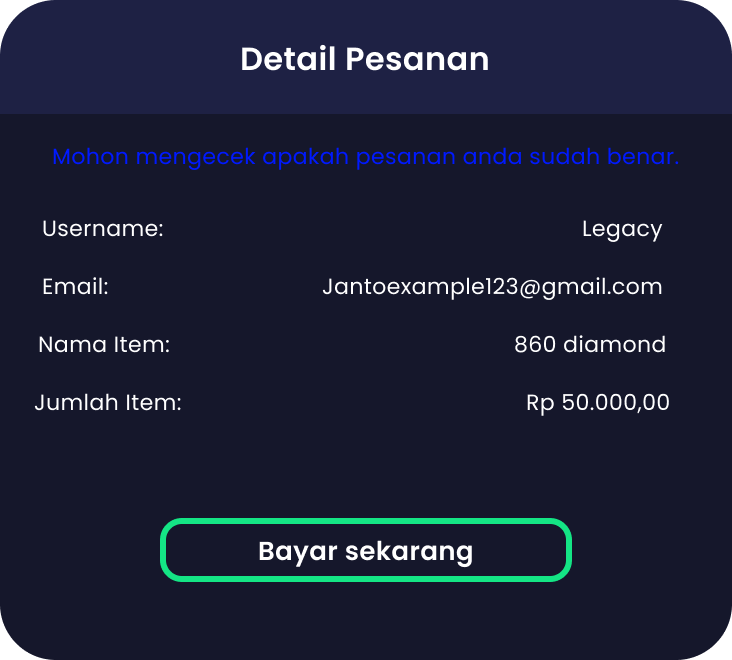 Detail Pesanan
Mohon mengecek apakah pesanan anda sudah benar.
Username: Legacy
Email: Jantoexample123@gmail.com
Nama Item: 860 diamond
Jumlah Item: Rp 50.000,00
Bayar sekarang